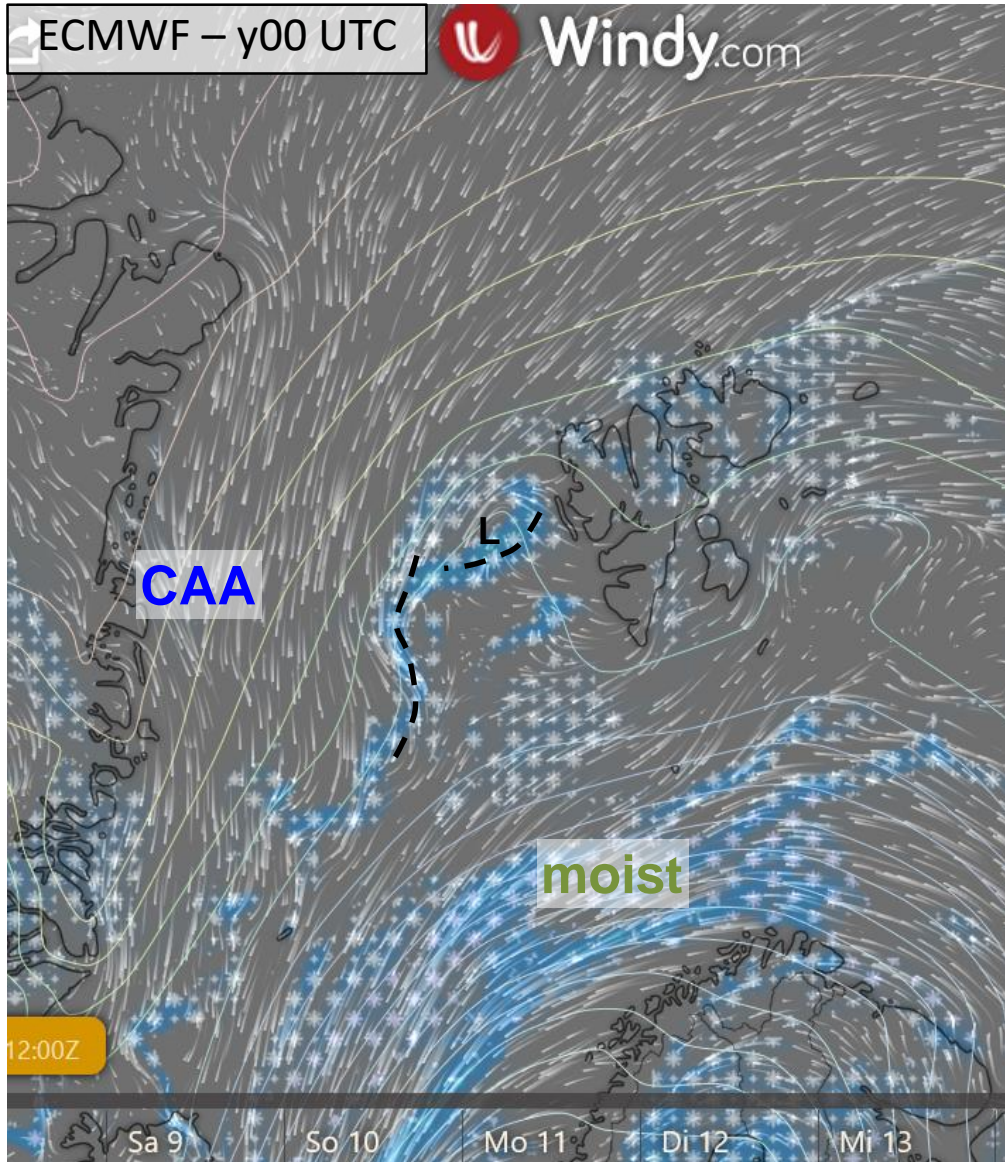 ECMWF – y00 UTC
Windy.com
L
CAA
moist
12:00Z
Sa 9 So 10 Mo 11 Di 12 Mi 13